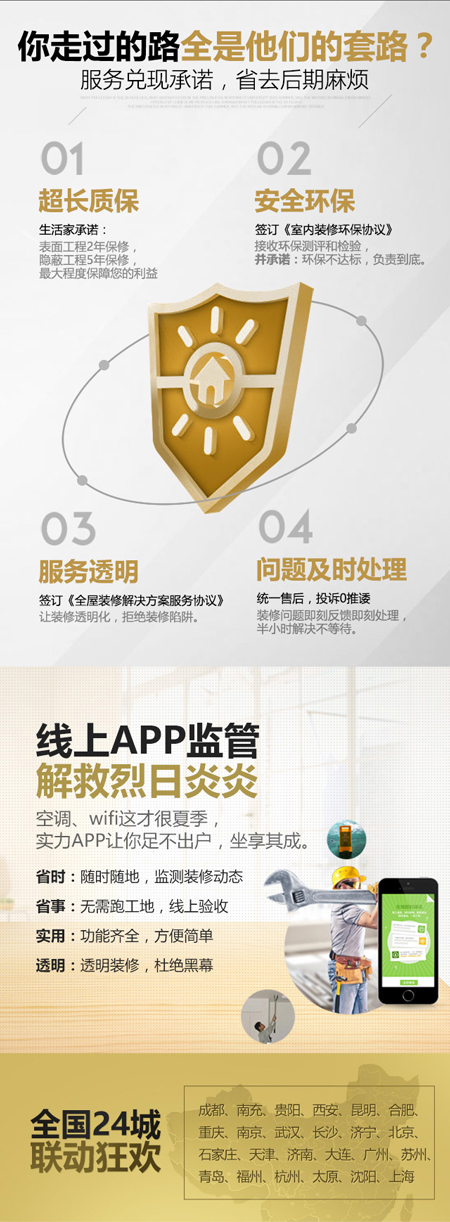 你走过的路全是他们的套路？
服务兑现承诺，省去后期麻烦
01
超长质保
生活家承诺：
表面工程2年保修，
隐蔽工程5年保修，
最大程度保障您的利益
02
安全环保
签订《室内装修环保协议》
接收环保测评和检验，
并承诺：环保不达标，负责到底。
03
服务透明
签订《全屋装修解决方案服务协议》
让装修透明化，拒绝装修陷阱。
04
问题及时处理
统一售后，投诉0推诿
装修问题即刻反馈即刻处理，
半小时解决不等待。
线上APP监管
解救烈日炎炎
空调、wifi这才很夏季，
实力APP让你足不出户，坐享其成。
省时：随时随地，监测装修动态
省事：无需跑工地，线上验收
实用：功能齐全，方便简单
透明：透明装修，杜绝黑幕
全国24城
联动狂欢
成都、南充、贵阳、西安、昆明、合肥、
重庆、南京、武汉、长沙、济宁、北京、
石家庄、天津、济南、大连、广州、苏州、
青岛、福州、杭州、太原、沈阳、上海